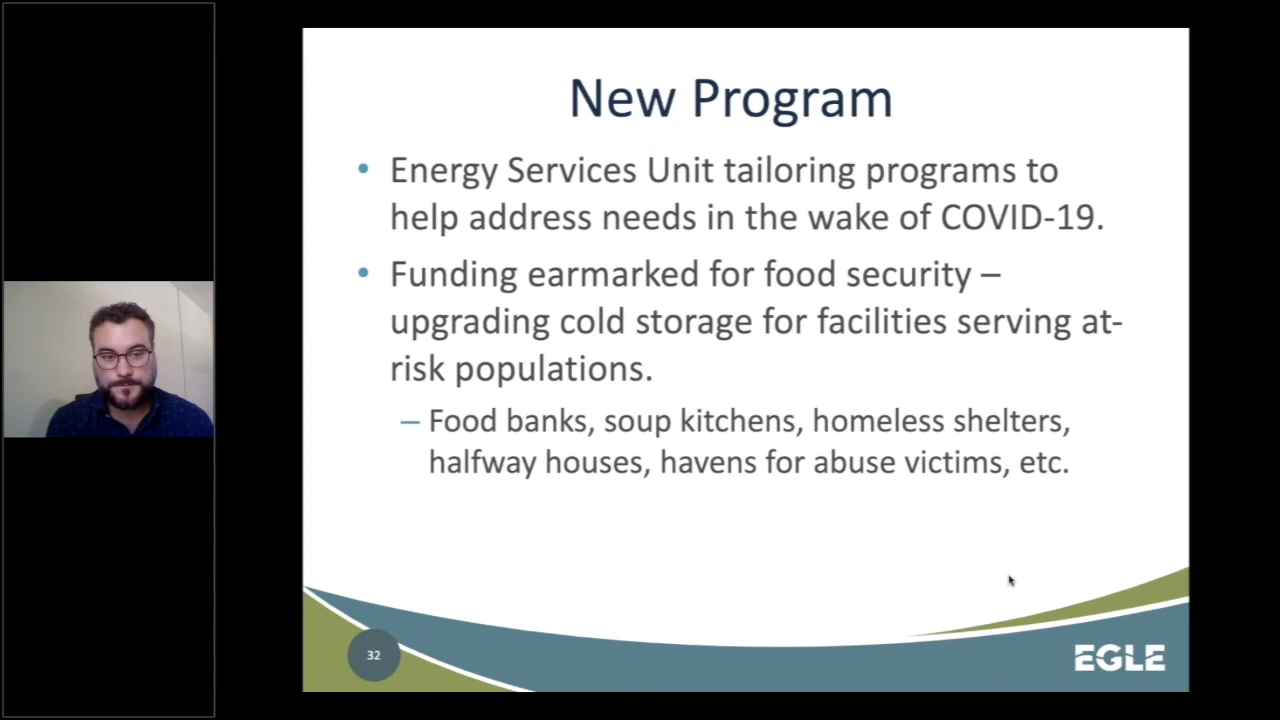 New Program
• Energy Services Unit tailoring programs to
help address needs in the wake of COVID-19.
• Funding earmarked for food security –
upgrading cold storage for facilities serving at-
risk populations.
– Food banks, soup kitchens, homeless shelters,
halfway houses, havens for abuse victims, etc.
32
EGLE